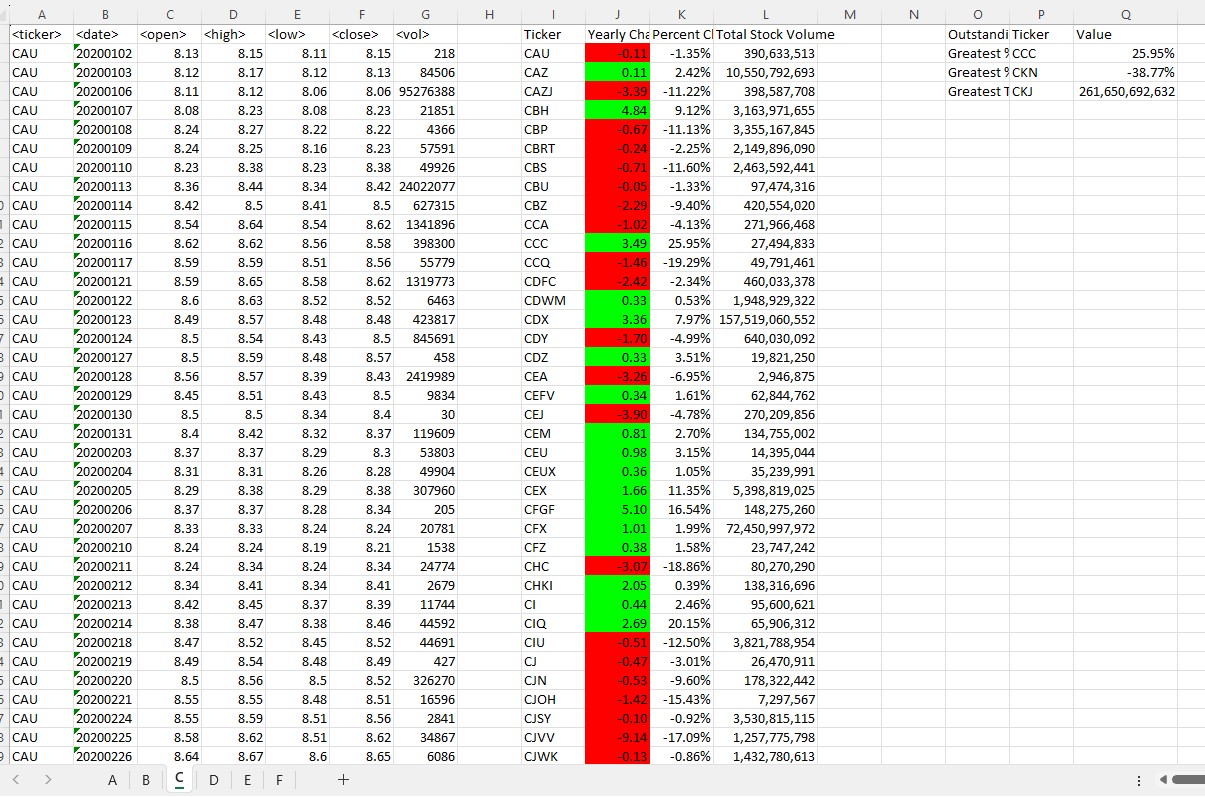 A B C D E F G H I J K L M N O P Q
<ticker> <date> <open> <high> <low> <close> <vol> Ticker Yearly Cha Percent Cl Total Stock Volume Outstandi Ticker Value
CAU 20200102 8.13 8.15 8.11 8.15 218 CAU -0.11 -1.35% 390,633,513 Greatest % CCC 25.95%
CAU 20200103 8.12 8.17 8.12 8.13 84506 CAZ 0.11 2.42% 10,550,792,693 Greatest % CKN -38.77%
CAU 20200106 8.11 8.12 8.06 8.06 95276388 CAZJ -3.39 -11.22% 398,587,708 Greatest T CKJ 261,650,692,632
CAU 20200107 8.08 8.23 8.08 8.23 21851 CBH 4.84 9.12% 3,163,971,655
CAU 20200108 8.24 8.27 8.22 8.22 4366 CBP -0.67 -11.13% 3,355,167,845
CAU 20200109 8.24 8.25 8.16 8.23 57591 CBRT -0.24 -2.25% 2,149,896,090
CAU 20200110 8.23 8.38 8.23 8.38 49926 CBS -0.71 -11.60% 2,463,592,441
CAU 20200113 8.36 8.44 8.34 8.42 24022077 CBU -0.05 -1.33% 97,474,316
CAU 20200114 8.42 8.5 8.41 8.5 627315 CBZ -2.29 -9.40% 420,554,020
CAU 20200115 8.54 8.64 8.54 8.62 1341896 CCA -1.02 -4.13% 271,966,468
CAU 20200116 8.62 8.62 8.56 8.58 398300 CCC 3.49 25.95% 27,494,833
CAU 20200117 8.59 8.59 8.51 8.56 55779 CCQ -1.46 -19.29% 49,791,461
CAU 20200121 8.59 8.65 8.58 8.62 1319773 CDFC -2.42 -2.34% 460,033,378
CAU 20200122 8.6 8.63 8.52 8.52 6463 CDWM 0.33 0.53% 1,948,929,322
CAU 20200123 8.49 8.57 8.48 8.48 423817 CDX 3.36 7.97% 157,519,060,552
CAU 20200124 8.5 8.54 8.43 8.5 845691 CDY -1.70 -4.99% 640,030,092
CAU 20200127 8.5 8.59 8.48 8.57 458 CDZ 0.33 3.51% 19,821,250
CAU 20200128 8.56 8.57 8.39 8.43 2419989 CEA -3.26 -6.95% 2,946,875
CAU 20200129 8.45 8.51 8.43 8.5 9834 CEFV 0.34 1.61% 62,844,762
CAU 20200130 8.5 8.5 8.34 8.4 30 CEJ -3.90 -4.78% 270,209,856
CAU 20200131 8.4 8.42 8.32 8.37 119609 CEM 0.81 2.70% 134,755,002
CAU 20200203 8.37 8.37 8.29 8.3 53803 CEU 0.98 3.15% 14,395,044
CAU 20200204 8.31 8.31 8.26 8.28 49904 CEUX 0.36 1.05% 35,239,991
CAU 20200205 8.29 8.38 8.29 8.38 307960 CEX 1.66 11.35% 5,398,819,025
CAU 20200206 8.37 8.37 8.28 8.34 205 CFGF 5.10 16.54% 148,275,260
CAU 20200207 8.33 8.33 8.24 8.24 20781 CFX 1.01 1.99% 72,450,997,972
CAU 20200210 8.24 8.24 8.19 8.21 1538 CFZ 0.38 1.58% 23,747,242
CAU 20200211 8.24 8.34 8.24 8.34 24774 CHC -3.07 -18.86% 80,270,290
CAU 20200212 8.34 8.41 8.34 8.41 2679 CHKI 2.05 0.39% 138,316,696
CAU 20200213 8.42 8.45 8.37 8.39 11744 CI 0.44 2.46% 95,600,621
CAU 20200214 8.38 8.47 8.38 8.46 44592 CIQ 2.69 20.15% 65,906,312
CAU 20200218 8.47 8.52 8.45 8.52 44691 CIU -0.51 -12.50% 3,821,788,954
CAU 20200219 8.49 8.54 8.48 8.49 427 CJ -0.47 -3.01% 26,470,911
CAU 20200220 8.5 8.56 8.5 8.52 326270 CJN -0.53 -9.60% 178,322,442
CAU 20200221 8.55 8.55 8.48 8.51 16596 CJOH -1.42 -15.43% 7,297,567
CAU 20200224 8.55 8.59 8.51 8.56 2841 CJSY -0.10 -0.92% 3,530,815,115
CAU 20200225 8.58 8.62 8.51 8.62 34867 CJVV -9.14 -17.09% 1,257,775,798
CAU 20200226 8.64 8.67 8.6 8.65 6086 CJWK -0.13 -0.86% 1,432,780,613
A B C D E F